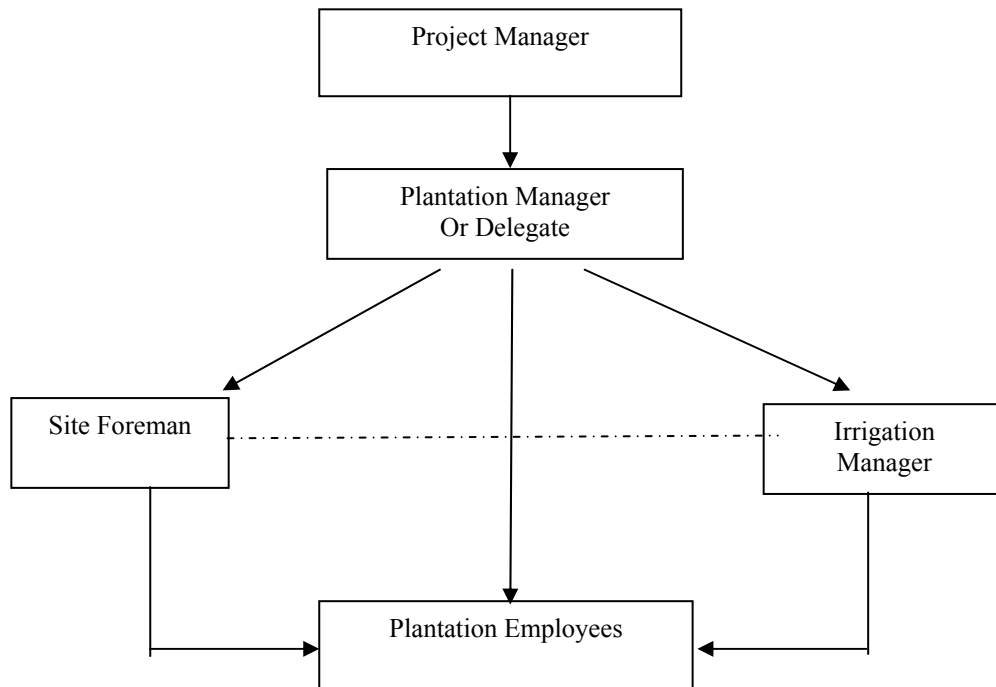 Project Manager
Plantation Manager
Or Delegate
Site Foreman
Irrigation
Manager
Plantation Employees